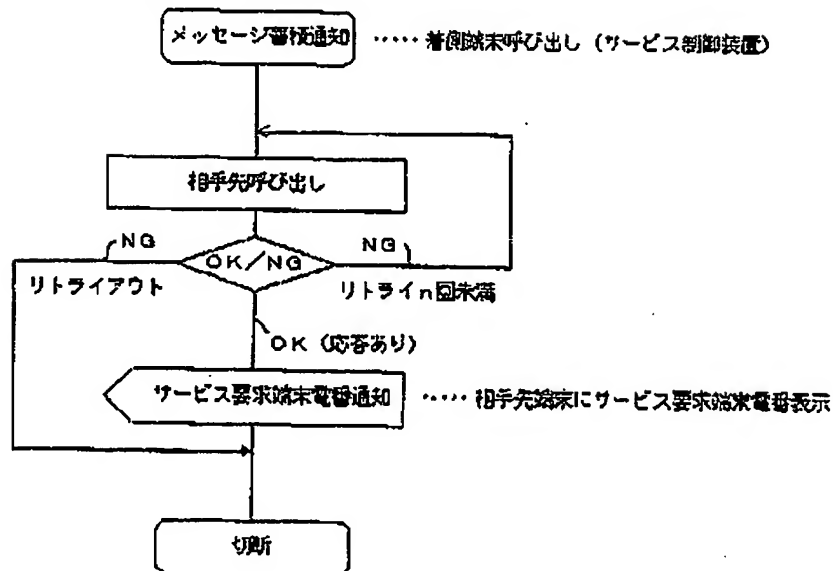 メッセージ蓄積通知 ‥‥‥着側端末呼び出し(サービス制御装置)
相手先呼び出し
NG
NG
OK/NG
リトライアウト
リトライn回未満
OK(応答あり)
サービス要求端末電番通知 ‥‥‥相手先端末にサービス要求端末電番表示
切断